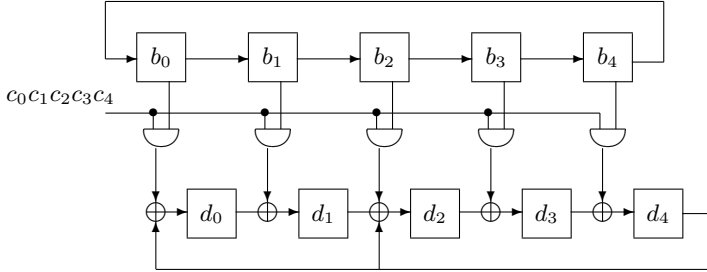 b₀ b₁ b₂ b₃ b₄
c₀c₁c₂c₃c₄
d₀ d₁ d₂ d₃ d₄